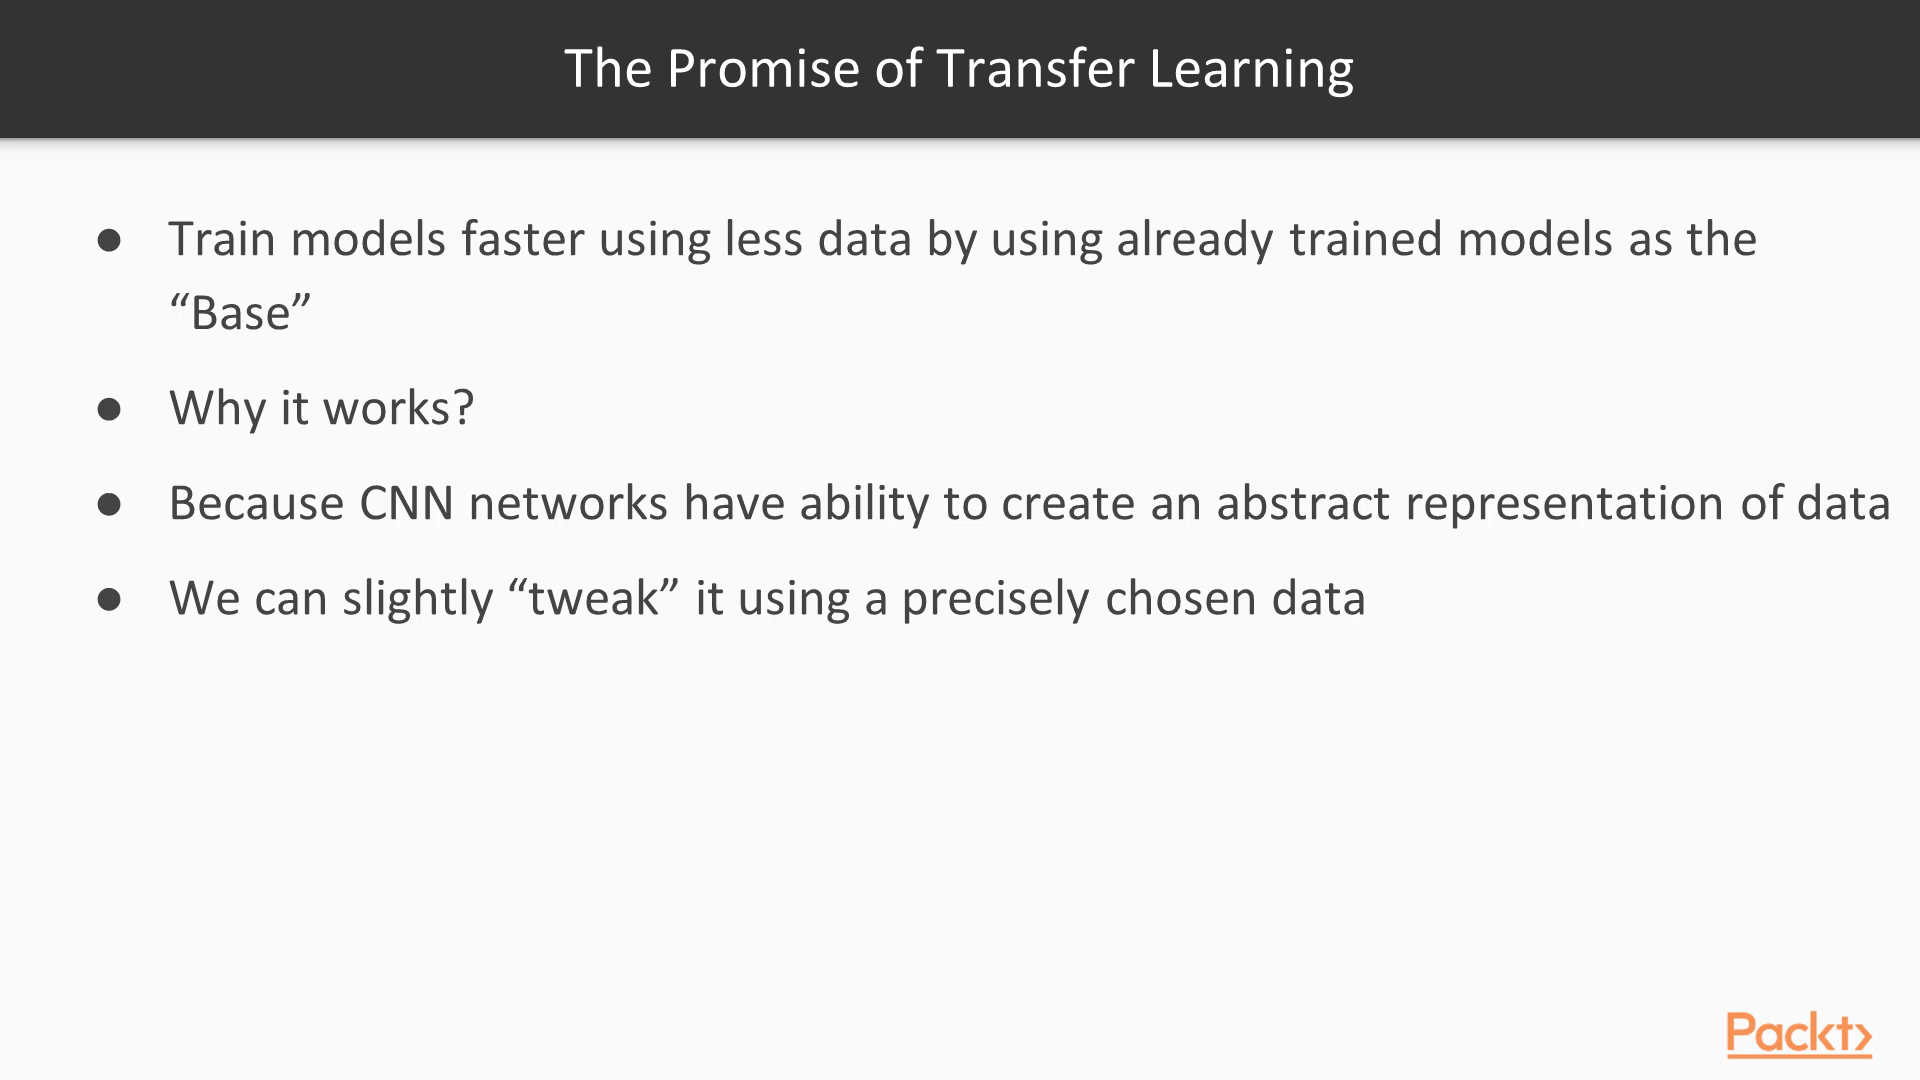 The Promise of Transfer Learning
● Train models faster using less data by using already trained models as the
“Base”
● Why it works?
● Because CNN networks have ability to create an abstract representation of data
● We can slightly “tweak” it using a precisely chosen data
Packt>